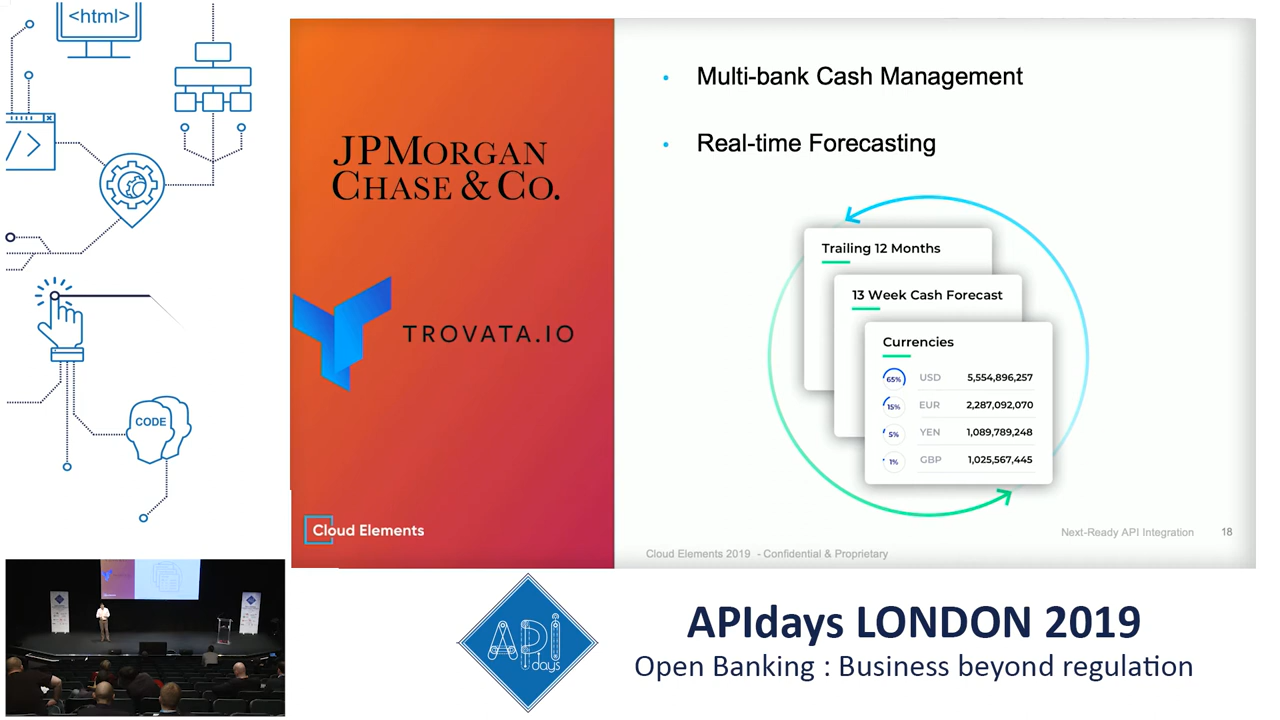 <html>
</>
CODE
JPMORGAN
CHASE & CO.
TROVATA.IO
Cloud Elements
• Multi-bank Cash Management
• Real-time Forecasting
Trailing 12 Months
13 Week Cash Forecast
Currencies
65% USD 5,554,896,257
15% EUR 2,287,092,070
5% YEN 1,089,789,248
1% GBP 1,025,567,445
Next-Ready API Integration 18
Cloud Elements 2019 - Confidential & Proprietary
API
days
APIdays LONDON 2019
Open Banking : Business beyond regulation